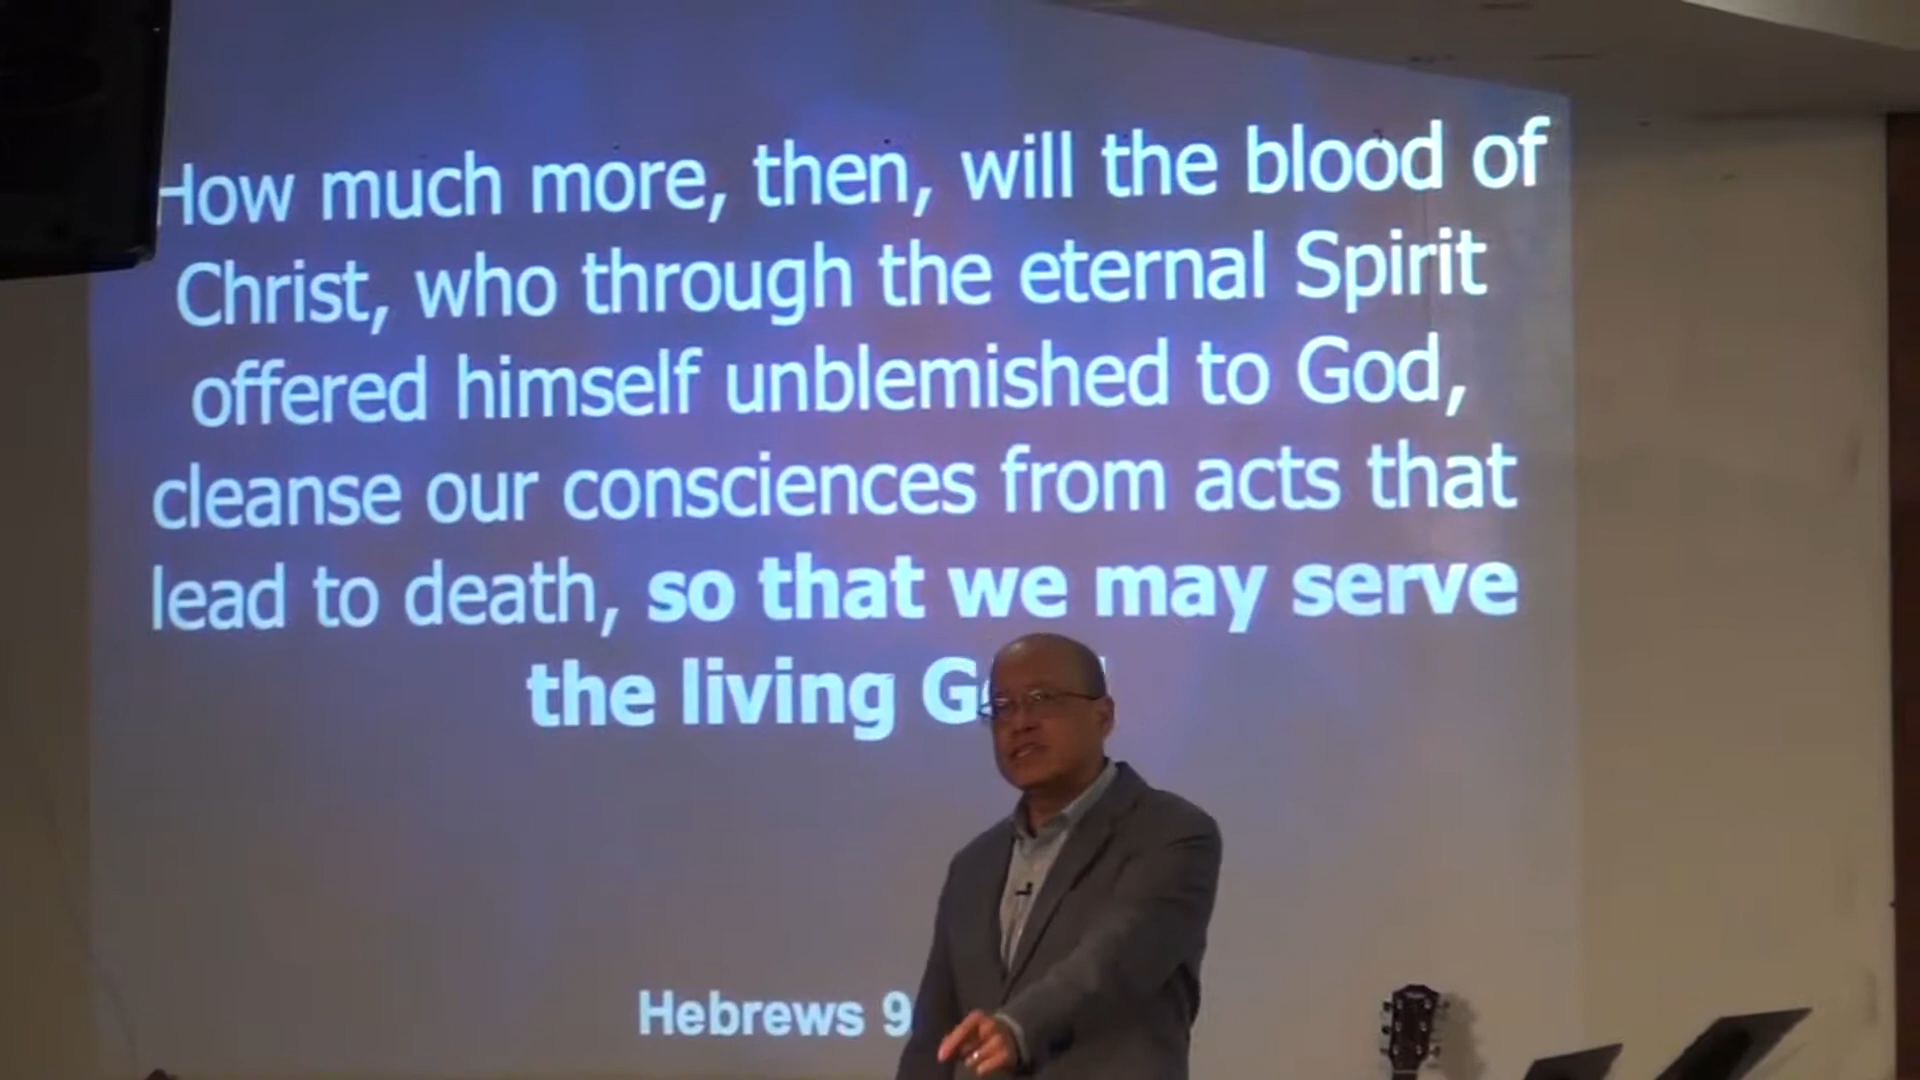 How much more, then, will the blood of
Christ, who through the eternal Spirit
offered himself unblemished to God,
cleanse our consciences from acts that
lead to death, so that we may serve
the living
Hebrews 9